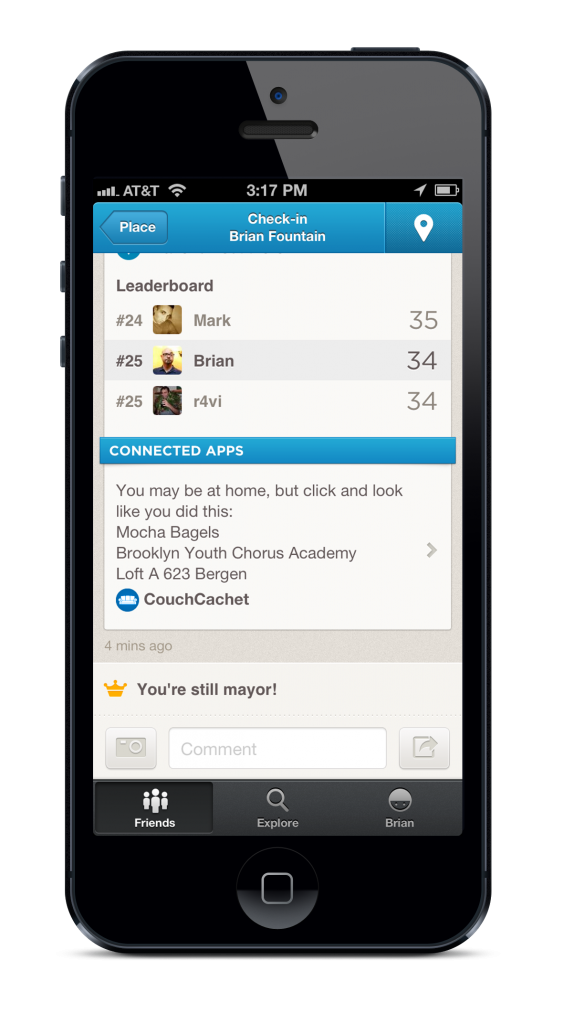 AT&T 3:17 PM
Place
Check-in
Brian Fountain
Leaderboard
#24 Mark 35
#25 Brian 34
#25 r4vi 34
CONNECTED APPS
You may be at home, but click and look
like you did this:
Mocha Bagels
Brooklyn Youth Chorus Academy
Loft A 623 Bergen
CouchCachet
4 mins ago
You're still mayor!
Comment
Friends Explore Brian